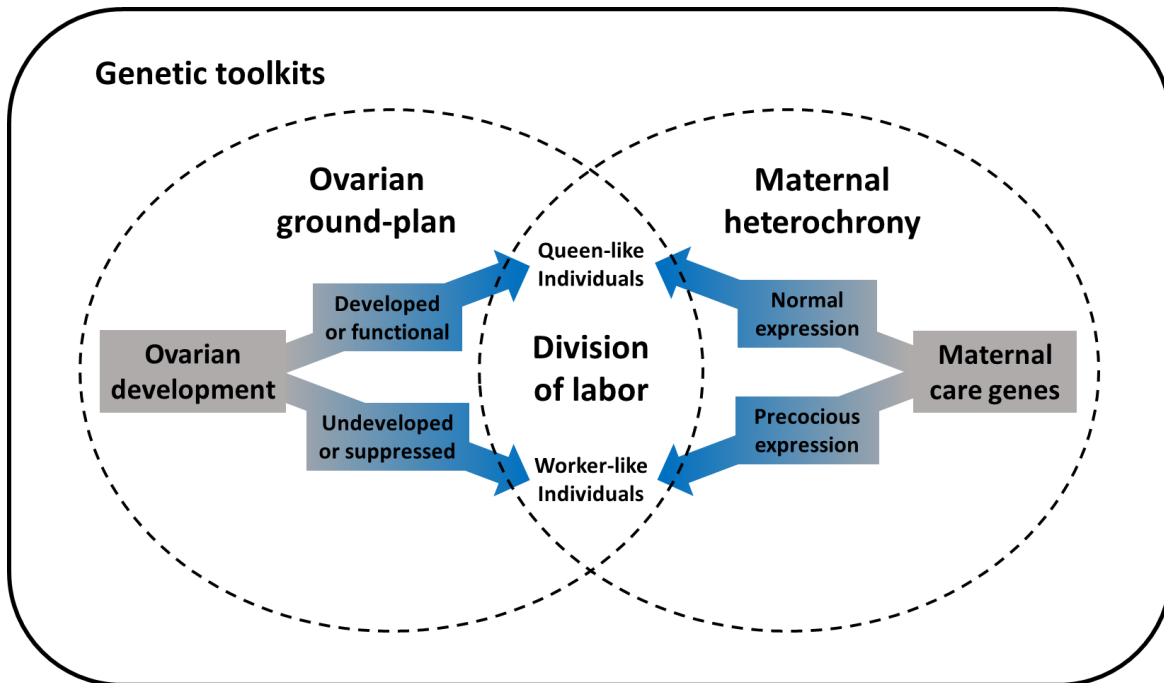 Genetic toolkits
Ovarian
ground-plan
Maternal
heterochrony
Queen-like
Individuals
Developed
or functional
Normal
expression
Ovarian
development
Division
of labor
Maternal
care genes
Undeveloped
or suppressed
Precocious
expression
Worker-like
Individuals